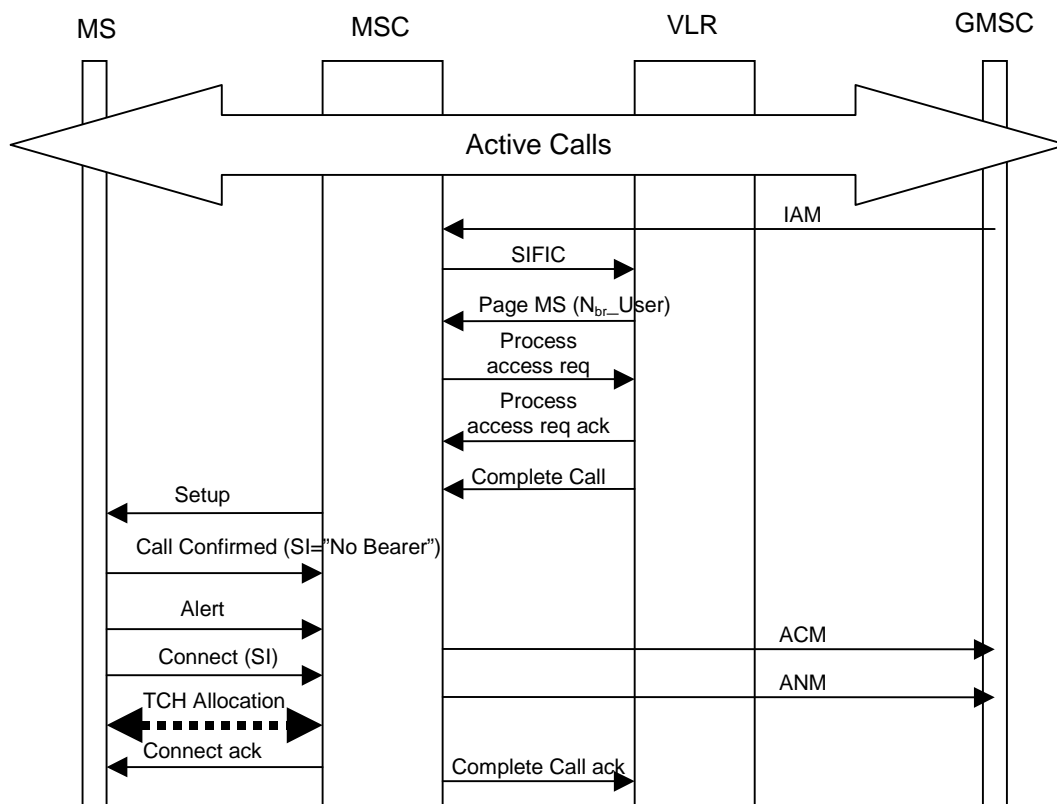 MS
MSC
VLR
GMSC
Active Calls
IAM
SIFIC
Page MS (Nbr_User)
Process
access req
Process
access req ack
Complete Call
Setup
Call Confirmed (SI=”No Bearer”)
Alert
ACM
Connect (SI)
ANM
TCH Allocation
Connect ack
Complete Call ack